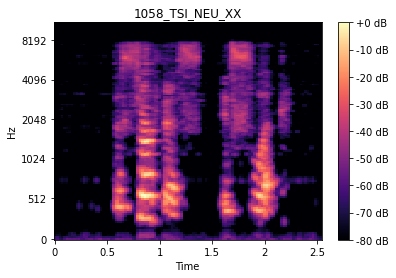 1058_TSI_NEU_XX
+0 dB
8192
-10 dB
4096
-20 dB
-30 dB
2048
Hz
-40 dB
1024
-50 dB
512
-60 dB
-70 dB
0
-80 dB
0 0.5 1 1.5 2 2.5
Time